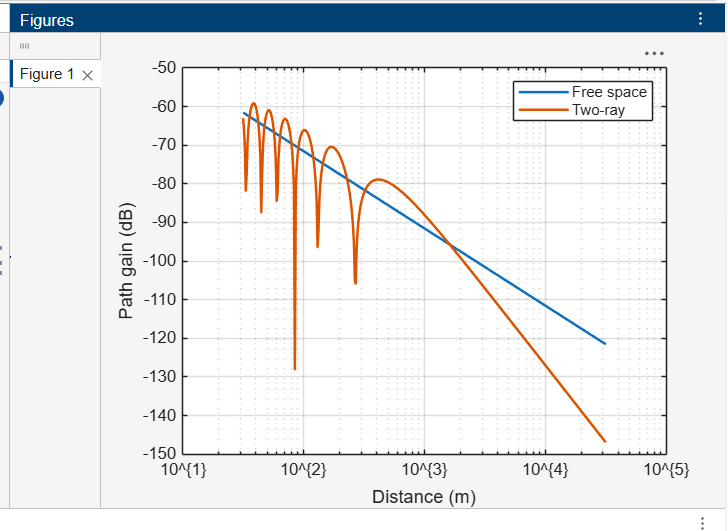 Figures
Figure 1
-50
-60
-70
-80
-90
-100
-110
-120
-130
-140
-150
Path gain (dB)
Free space
Two-ray
10^{1} 10^{2} 10^{3} 10^{4} 10^{5}
Distance (m)